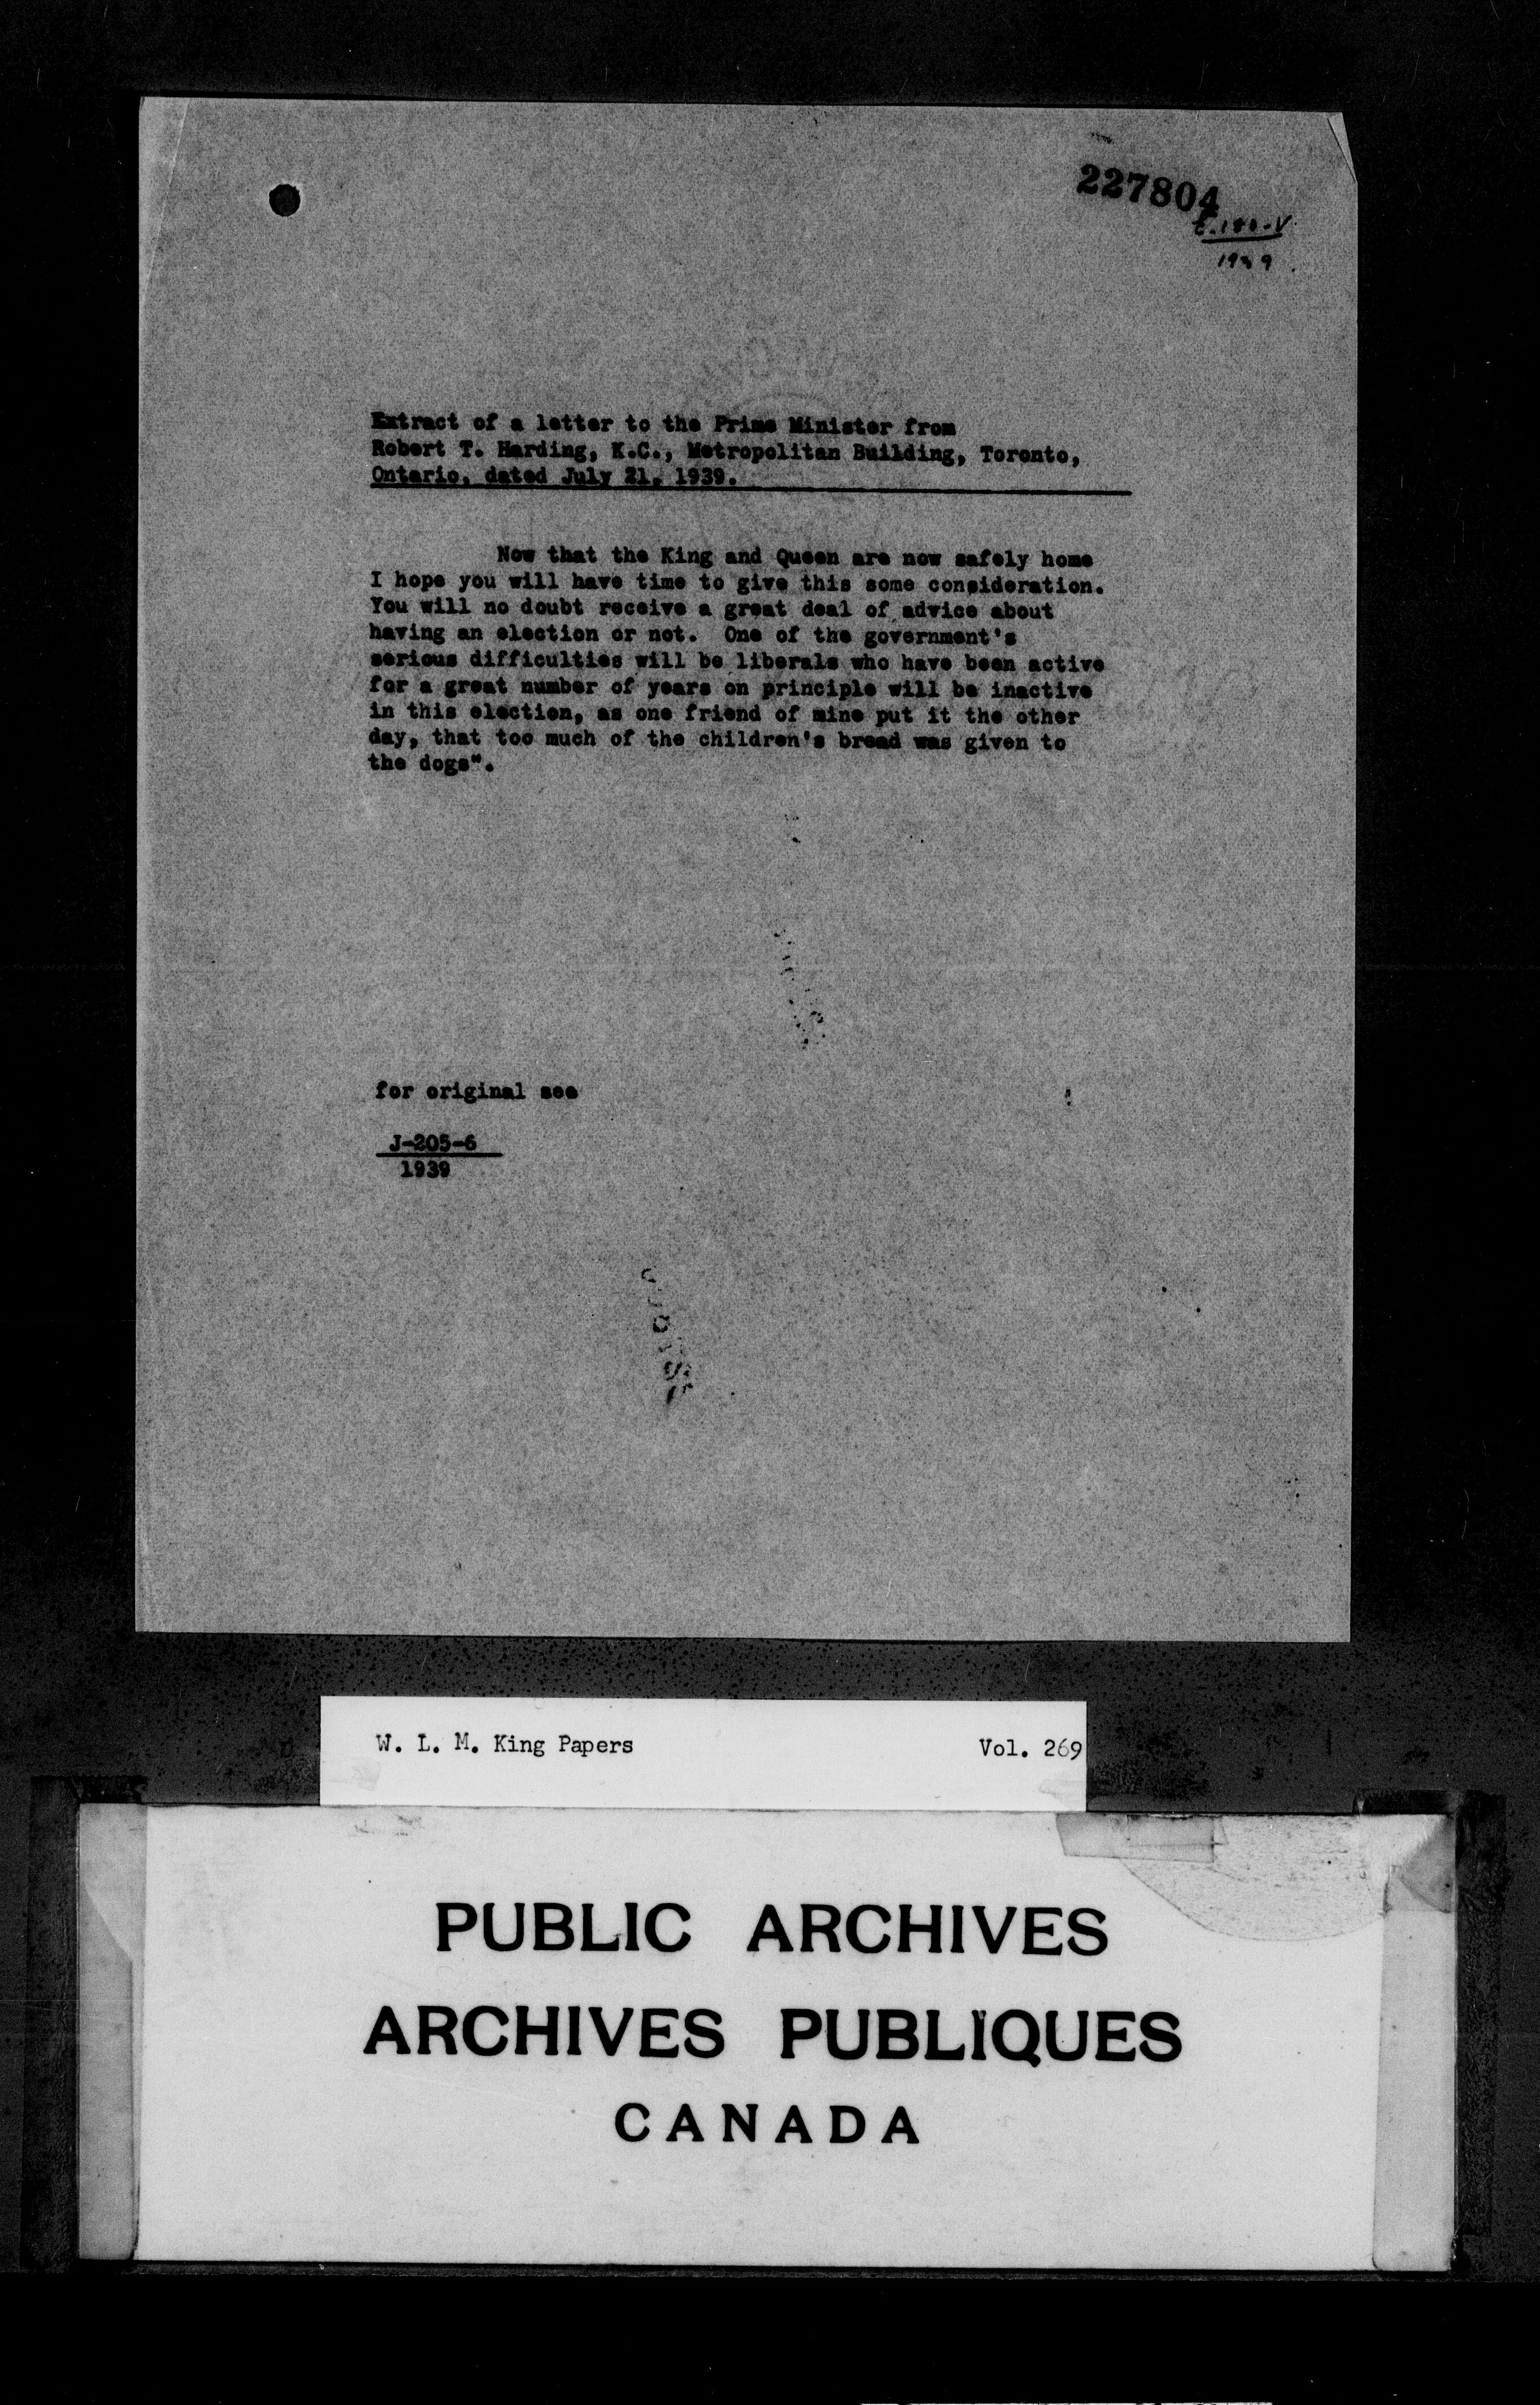 227804
1939
Extract of a letter to the Prime Minister from
Robert T. Harding, K.C., Metropolitan Building, Toronto,
Ontario, dated July 21, 1939.
Now that the King and Queen are now safely home
I hope you will have time to give this some consideration.
You will no doubt receive a great deal of advice about
having an election or not. One of the government's
serious difficulties will be liberals who have been active
for a great number of years on principle will be inactive
in this election, as one friend of mine put it the other
day, that too much of the children's bread was given to
the dogs".
for original see
J-205-6
1939
W. L. M. King Papers Vol. 269
PUBLIC ARCHIVES
ARCHIVES PUBLIQUES
CANADA